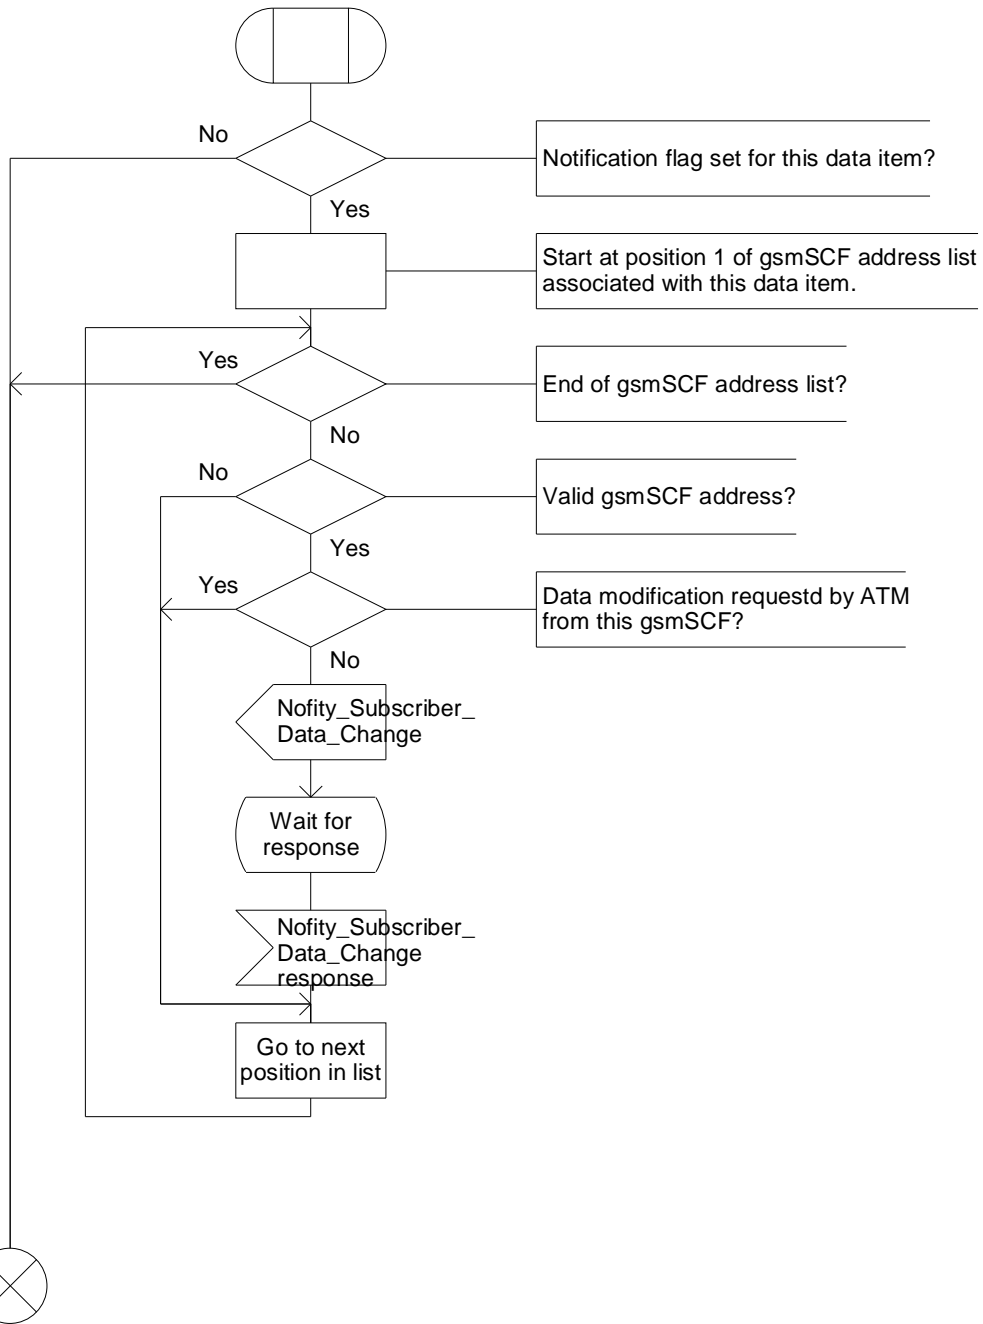 No
Notification flag set for this data item?
Yes
Start at position 1 of gsmSCF address list
associated with this data item.
Yes
End of gsmSCF address list?
No
No
Valid gsmSCF address?
Yes
Yes
Data modification requestd by ATM
from this gsmSCF?
No
Nofity_Subscriber_
Data_Change
Wait for
response
Nofity_Subscriber_
Data_Change
response
Go to next
position in list